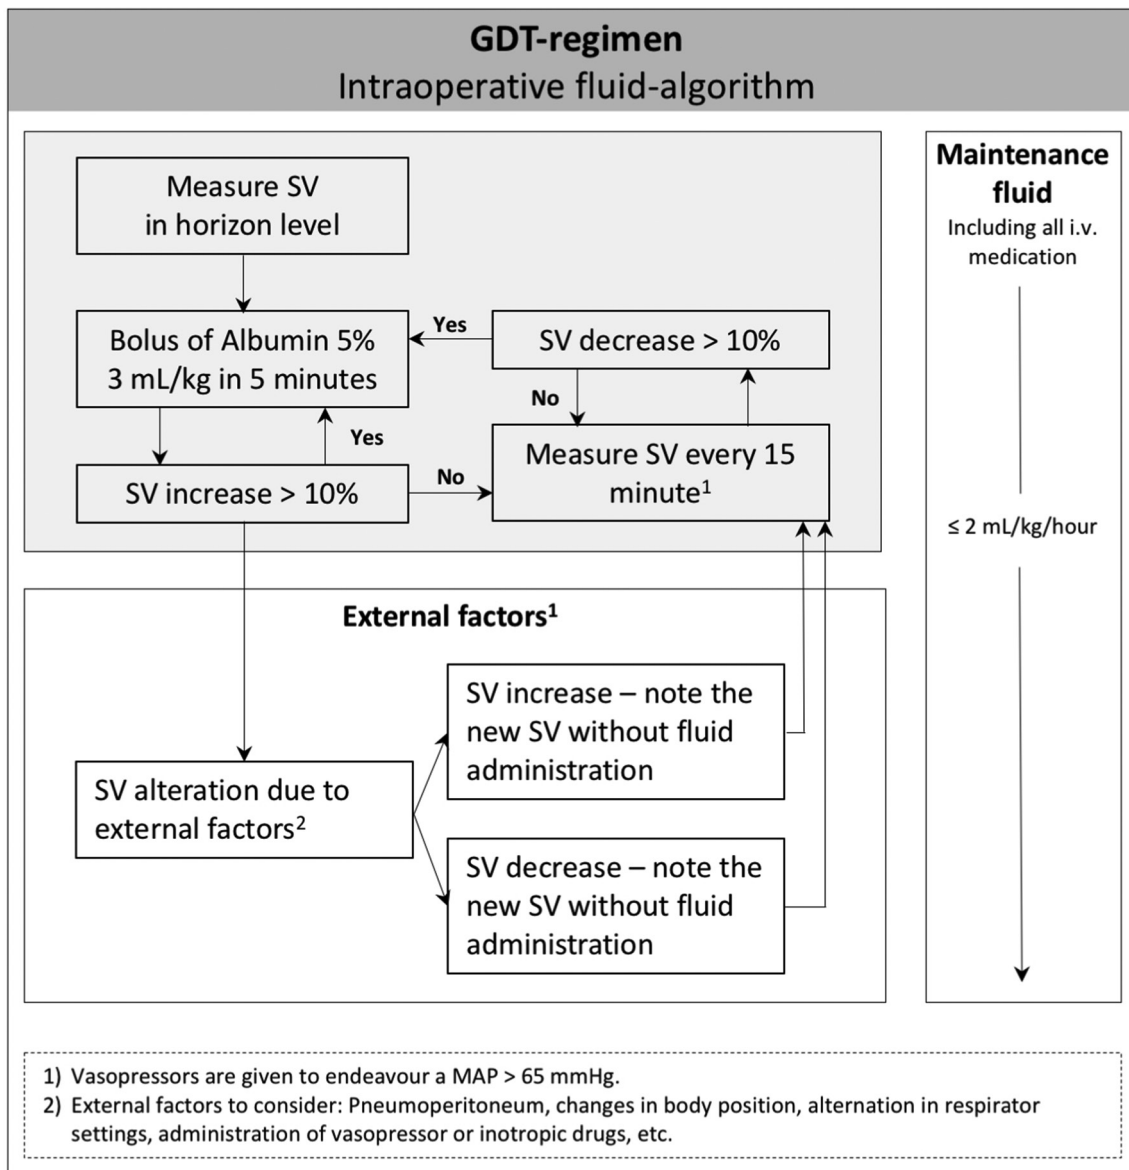 GDT-regimen
Intraoperative fluid-algorithm
Measure SV
in horizon level
Bolus of Albumin 5%
3 mL/kg in 5 minutes
Yes
SV decrease > 10%
No
Yes
SV increase > 10%
No
Measure SV every 15
minute¹
External factors¹
SV alteration due to
external factors²
SV increase – note the
new SV without fluid
administration
SV decrease – note the
new SV without fluid
administration
Maintenance
fluid
Including all i.v.
medication
≤ 2 mL/kg/hour
1) Vasopressors are given to endeavour a MAP > 65 mmHg.
2) External factors to consider: Pneumoperitoneum, changes in body position, alternation in respirator
settings, administration of vasopressor or inotropic drugs, etc.